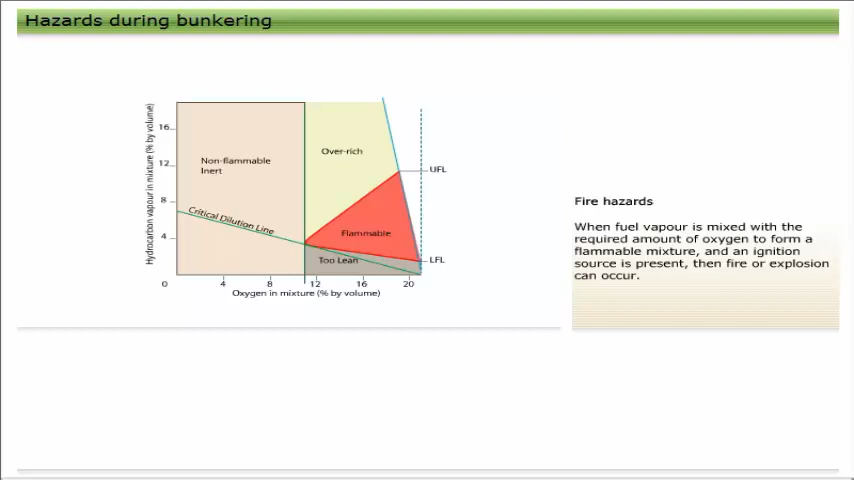 Hazards during bunkering
Hydrocarbon vapour in mixture (% by volume)
16
12
8
4
0
4
8
12
16
20
Oxygen in mixture (% by volume)
Non-flammable
Inert
Over-rich
UFL
Critical Dilution Line
Flammable
Too Lean
LFL
Fire hazards
When fuel vapour is mixed with the
required amount of oxygen to form a
flammable mixture, and an ignition
source is present, then fire or explosion
can occur.